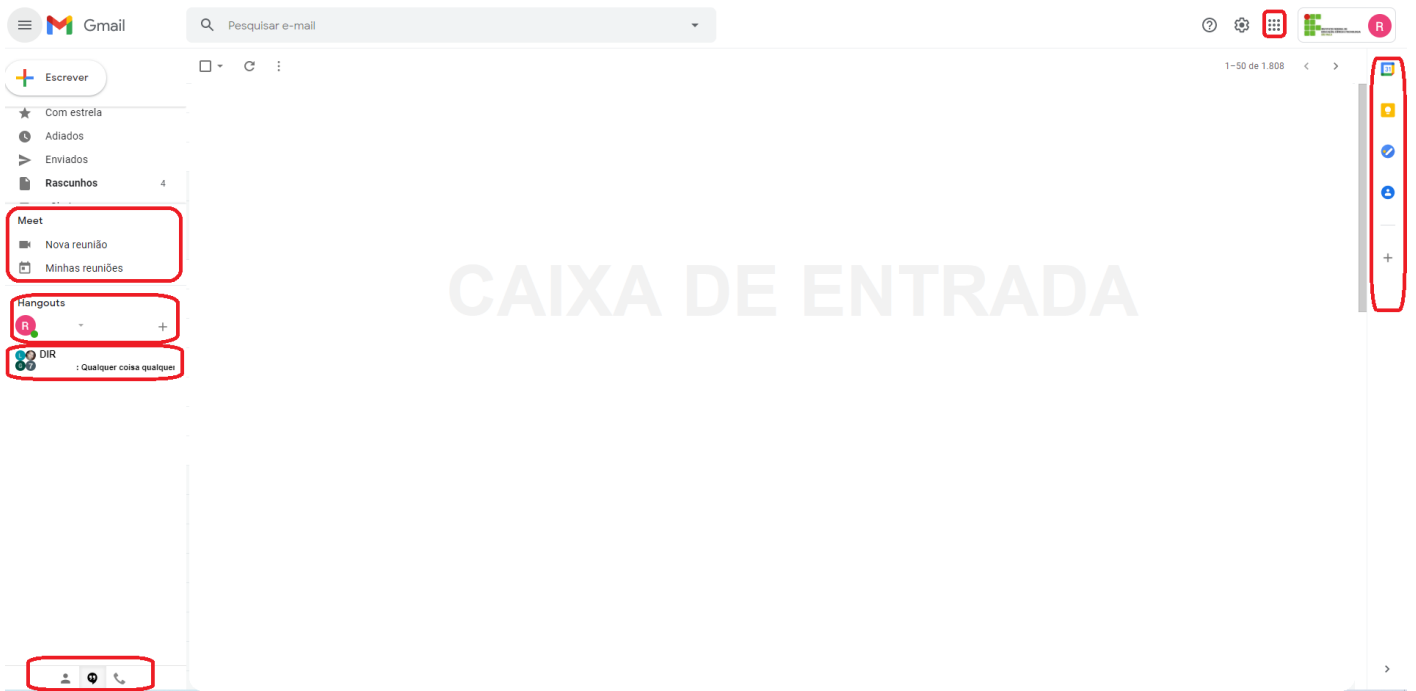 Gmail
Pesquisar e-mail
R
Escrever
1–50 de 1.808
31
Com estrela
Adiados
Enviados
Rascunhos 4
Meet
Nova reunião
Minhas reuniões
CAIXA DE ENTRADA
Hangouts
R
DIR
: Qualquer coisa qualquer